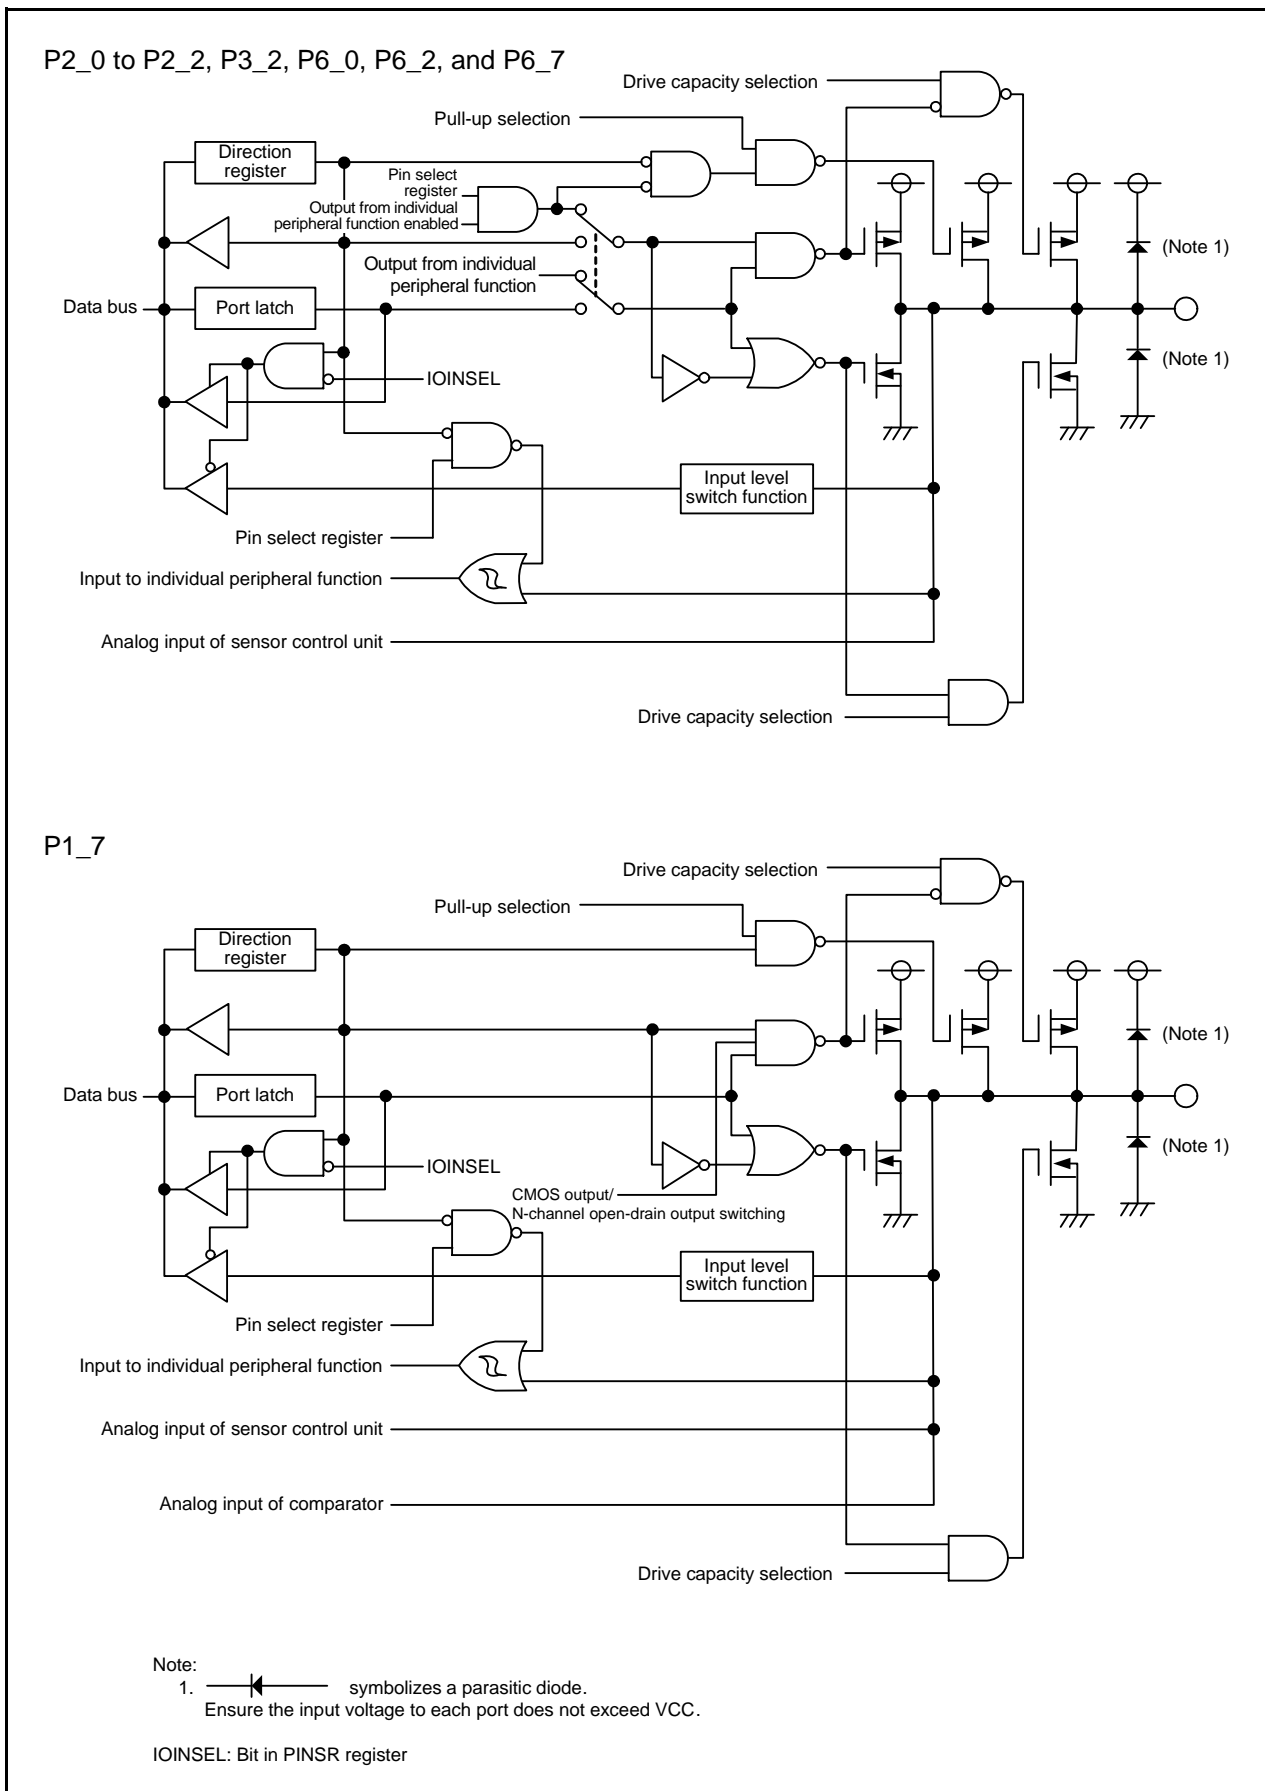 P2_0 to P2_2, P3_2, P6_0, P6_2, and P6_7
Drive capacity selection
Pull-up selection
Direction
register
Pin select
register
Output from individual
peripheral function enabled
(Note 1)
Output from individual
peripheral function
Data bus
Port latch
(Note 1)
IOINSEL
Input level
switch function
Pin select register
Input to individual peripheral function
Analog input of sensor control unit
Drive capacity selection
P1_7
Drive capacity selection
Pull-up selection
Direction
register
(Note 1)
Data bus
Port latch
(Note 1)
IOINSEL
CMOS output/
N-channel open-drain output switching
Input level
switch function
Pin select register
Input to individual peripheral function
Analog input of sensor control unit
Analog input of comparator
Drive capacity selection
Note:
1. symbolizes a parasitic diode.
Ensure the input voltage to each port does not exceed VCC.
IOINSEL: Bit in PINSR register